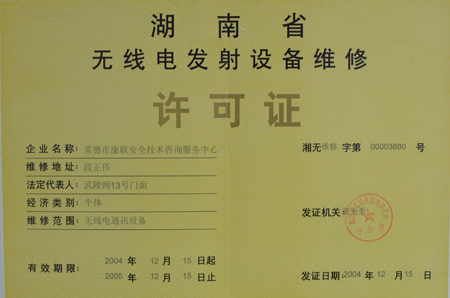 湖南省
无线电发射设备维修
许可证
企业名称：常德市康联安全技术咨询服务中心
维修地址：段正伟
法定代表人：武陵阁13号门面
经济类别：个休
维修范围：无线电通讯设备
有效期限：2004 年 12 月 15 日起
2005 年 12 月 15 日止
湘无维修 字第 00003880 号
发证机关：
发证日期：2004 年 12 月 15 日